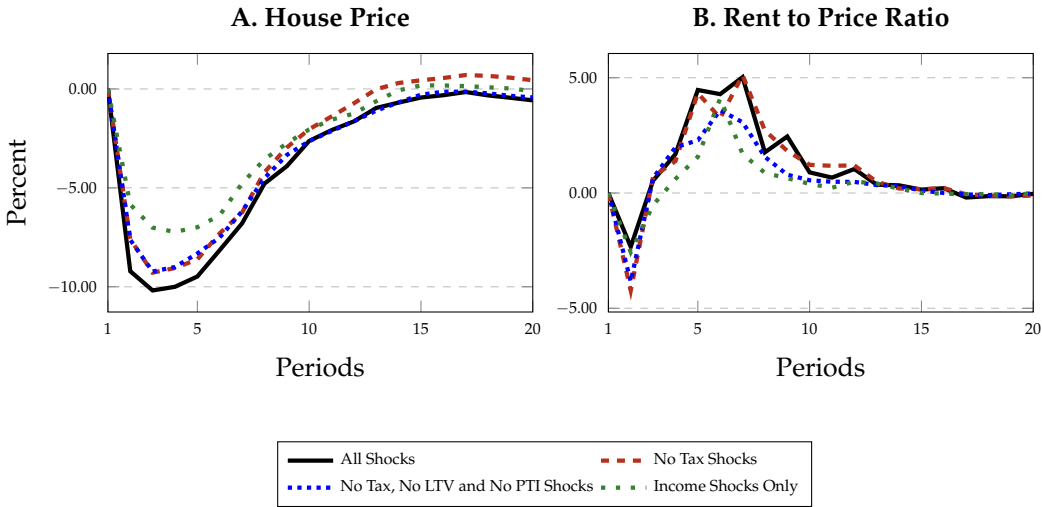 A. House Price
B. Rent to Price Ratio
Percent
0.00
−5.00
−10.00
1
5
10
15
20
Periods
5.00
0.00
−5.00
1
5
10
15
20
Periods
All Shocks
No Tax Shocks
No Tax, No LTV and No PTI Shocks
Income Shocks Only